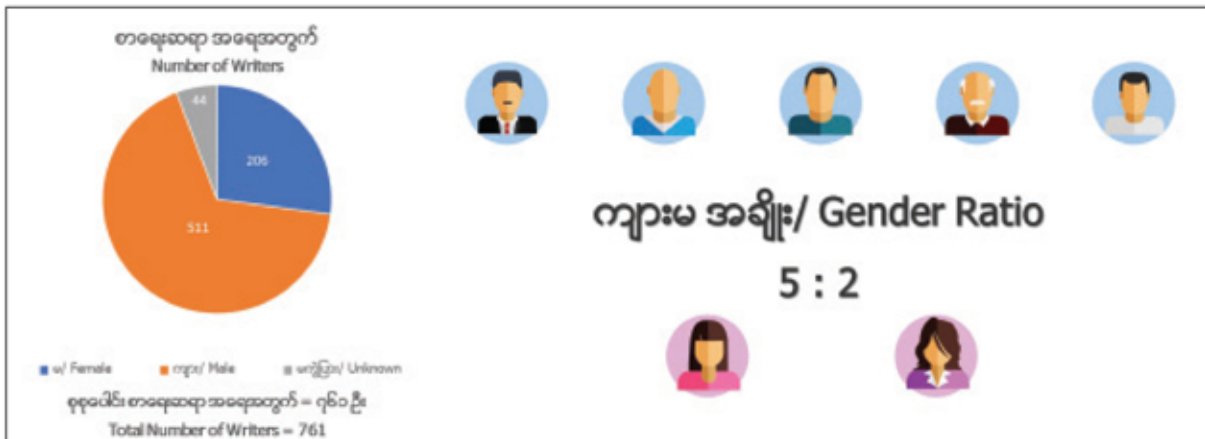 စာရေးဆရာ အရေအတွက်
Number of Writers
44
206
511
မ/ Female ကျား/ Male မကွဲပြား/ Unknown
စုစုပေါင်း စာရေးဆရာ အရေအတွက် = ၇၆၁ ဦး
Total Number of Writers = 761
ကျားမ အချိုး/ Gender Ratio
5 : 2